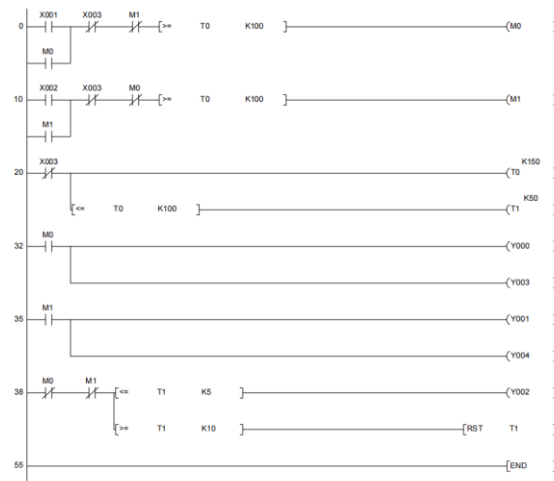 X001 X003 M1
0 >= T0 K100 M0
M0
X002 X003 M0
10 >= T0 K100 M1
M1
X003 K150
20 T0
K50
<= T0 K100 T1
M0
32 Y000
Y003
M1
35 Y001
Y004
M0 M1
38 <= T1 K5 Y002
>= T1 K10 RST T1
55 END